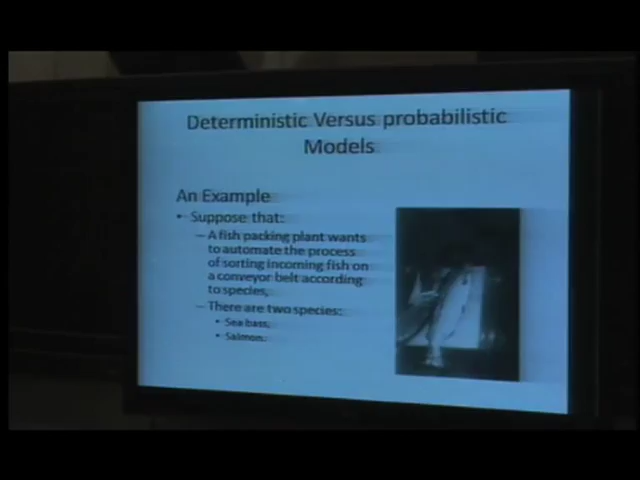 Deterministic Versus probabilistic
Models
An Example
• Suppose that:
– A fish packing plant wants
to automate the process
of sorting incoming fish on
a conveyor belt according
to species,
– There are two species:
• Sea bass,
• Salmon.